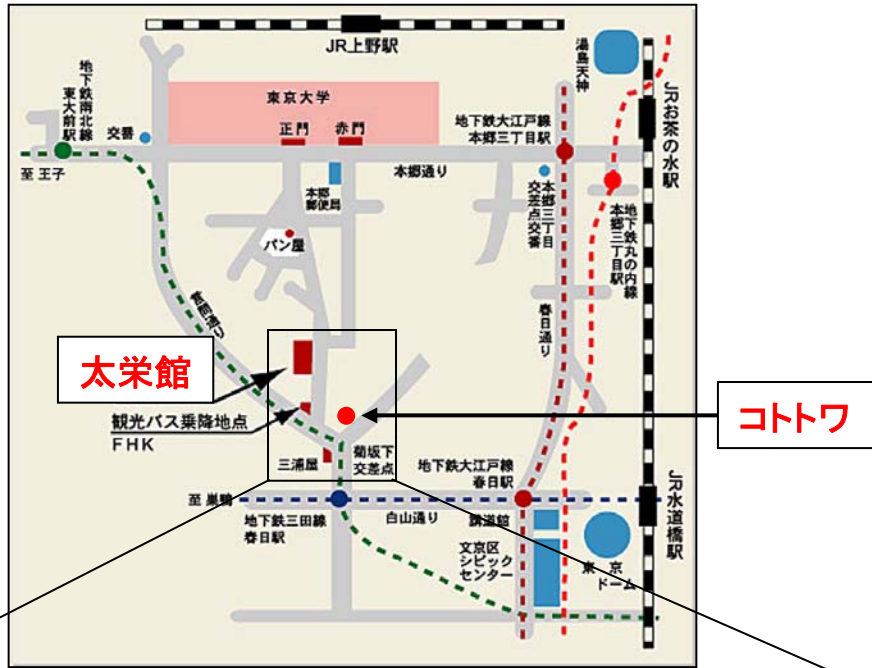 JR上野駅
湯島天神
地下鉄南北線
東大前駅
交番
東京大学
正門
赤門
地下鉄大江戸線
本郷三丁目駅
JRお茶の水駅
至 王子
本郷通り
本郷
郵便局
本郷三丁目
交差点交番
地下鉄丸の内線
本郷三丁目駅
パン屋
言問通り
春日通り
太栄館
観光バス乗降地点
FHK
コトトワ
三浦屋
菊坂下
交差点
地下鉄大江戸線
春日駅
至 巣鴨
地下鉄三田線
春日駅
白山通り
講道館
JR水道橋駅
文京区
シビック
センター
東京
ドーム